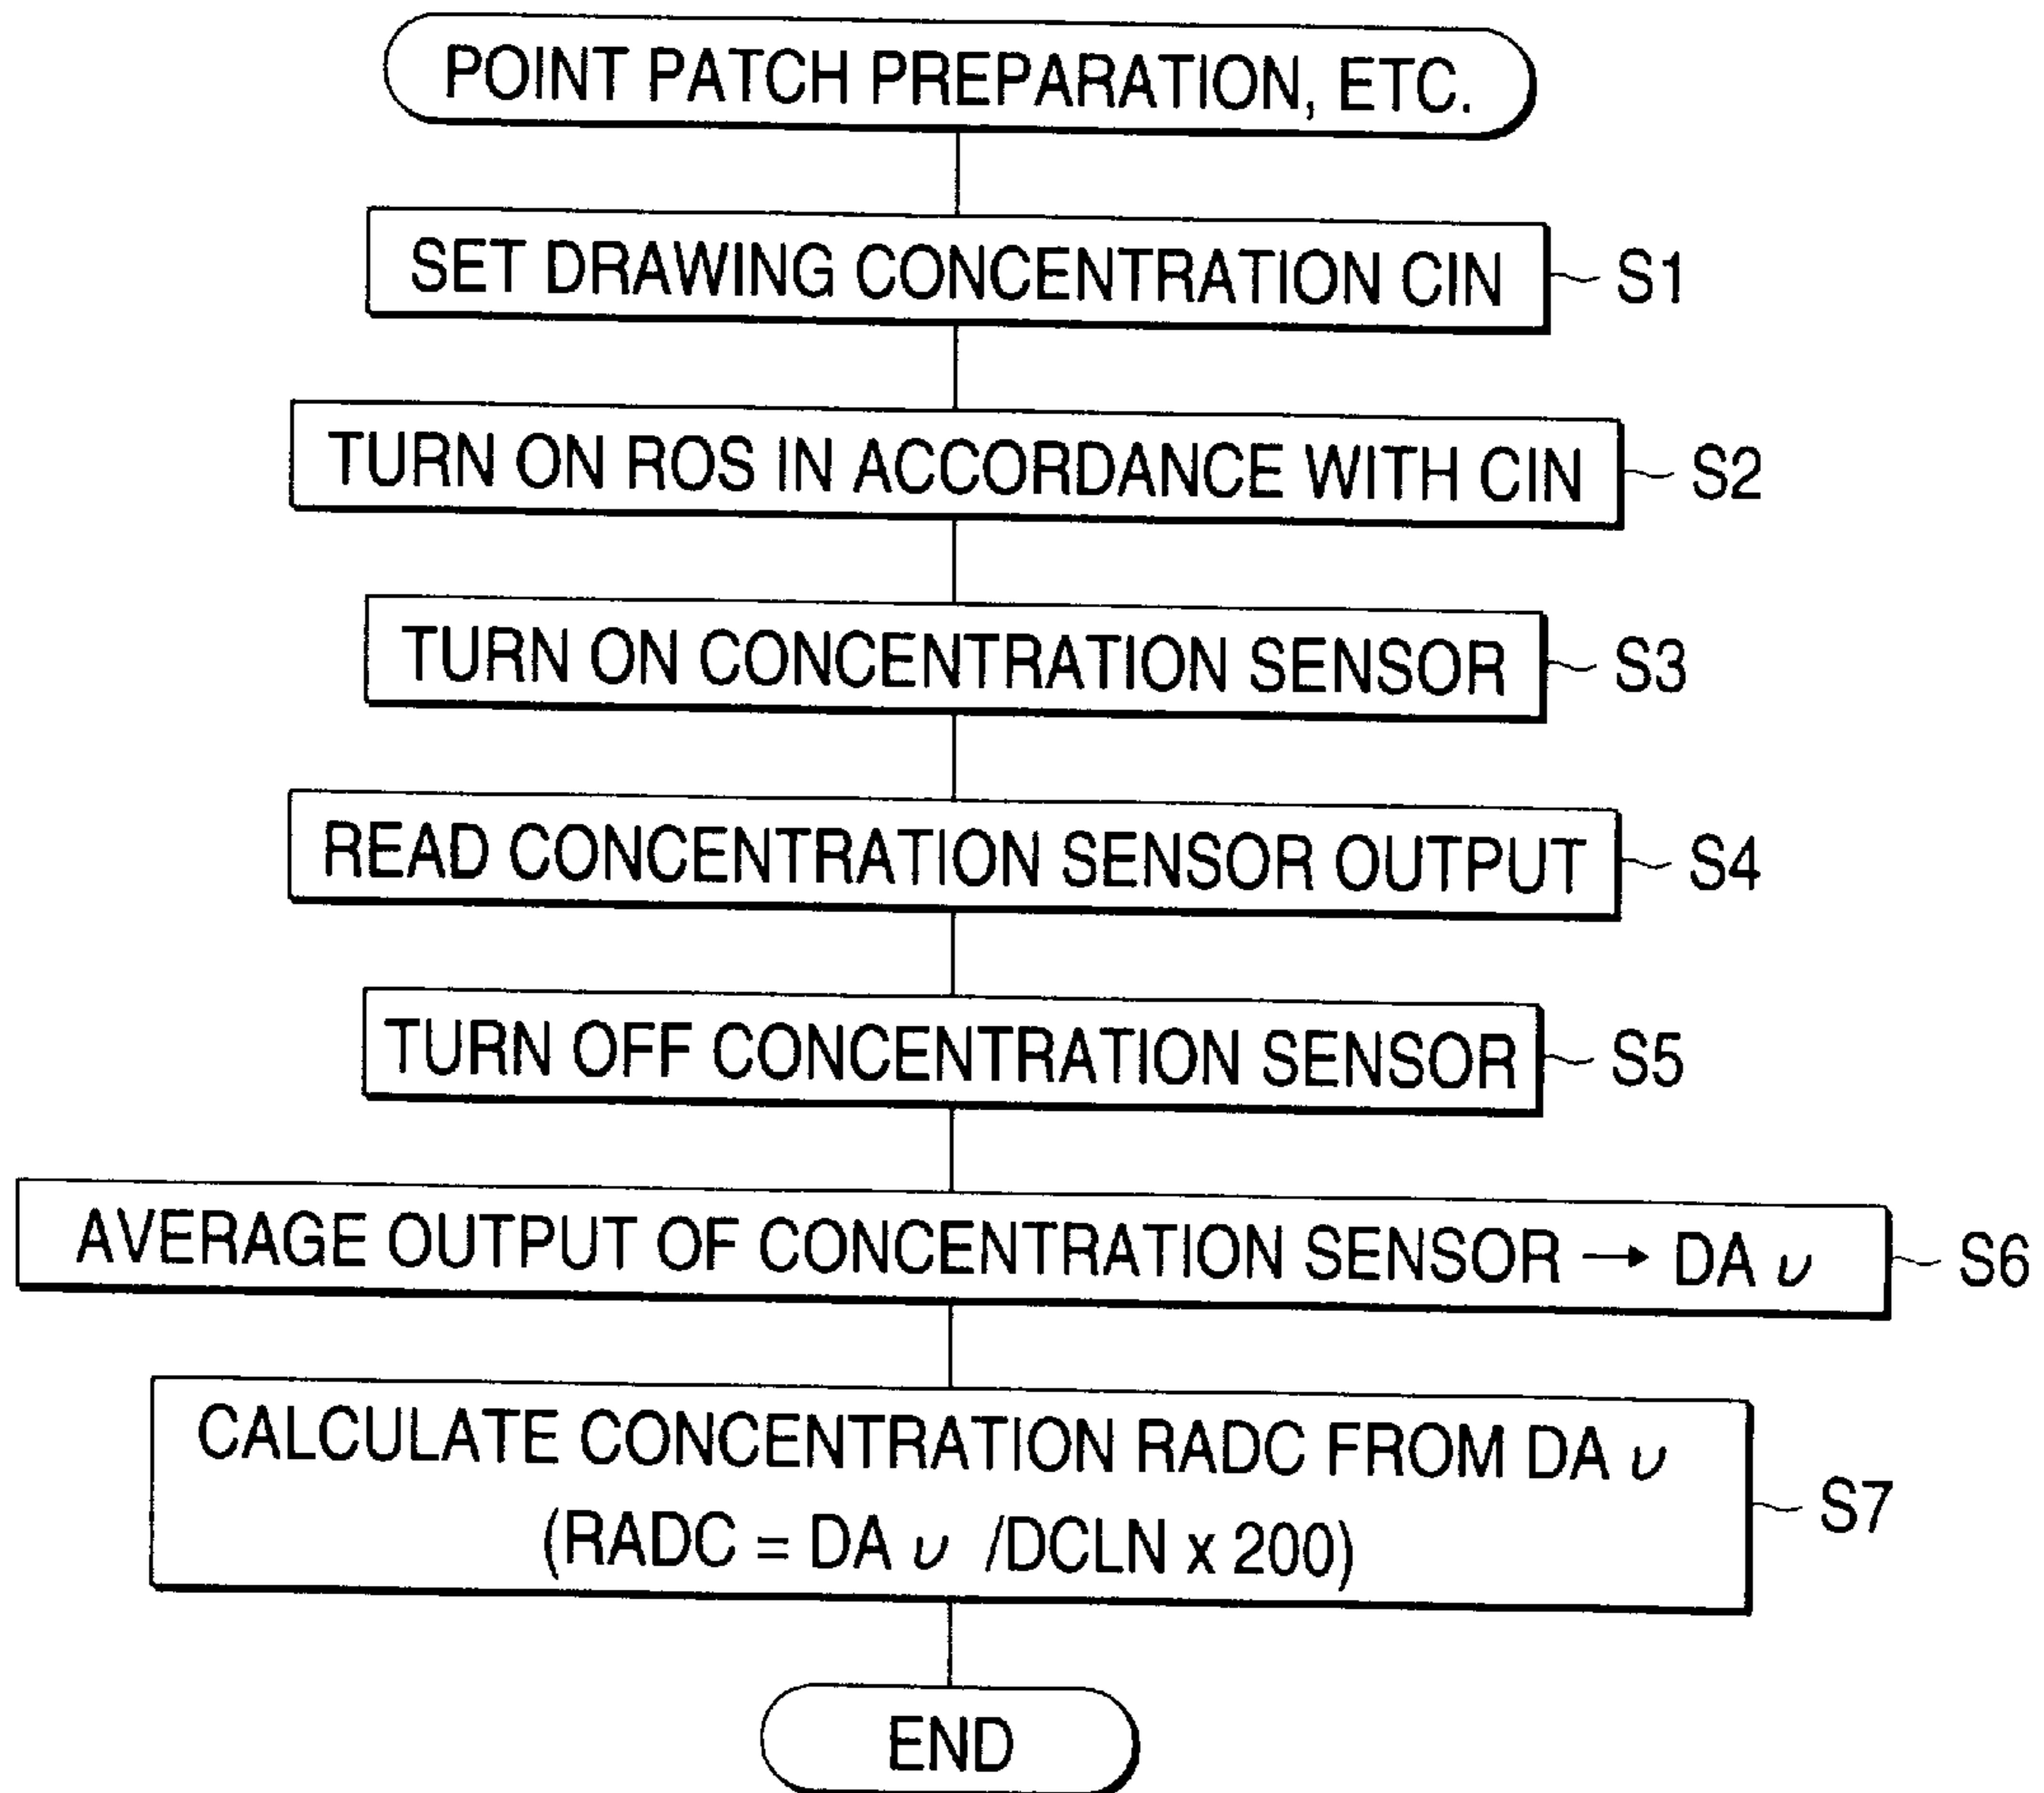 POINT PATCH PREPARATION, ETC.
SET DRAWING CONCENTRATION CIN
S1
TURN ON ROS IN ACCORDANCE WITH CIN
S2
TURN ON CONCENTRATION SENSOR
S3
READ CONCENTRATION SENSOR OUTPUT
S4
TURN OFF CONCENTRATION SENSOR
S5
AVERAGE OUTPUT OF CONCENTRATION SENSOR → DA υ
S6
CALCULATE CONCENTRATION RADC FROM DA υ
(RADC = DA υ /DCLN x 200)
S7
END